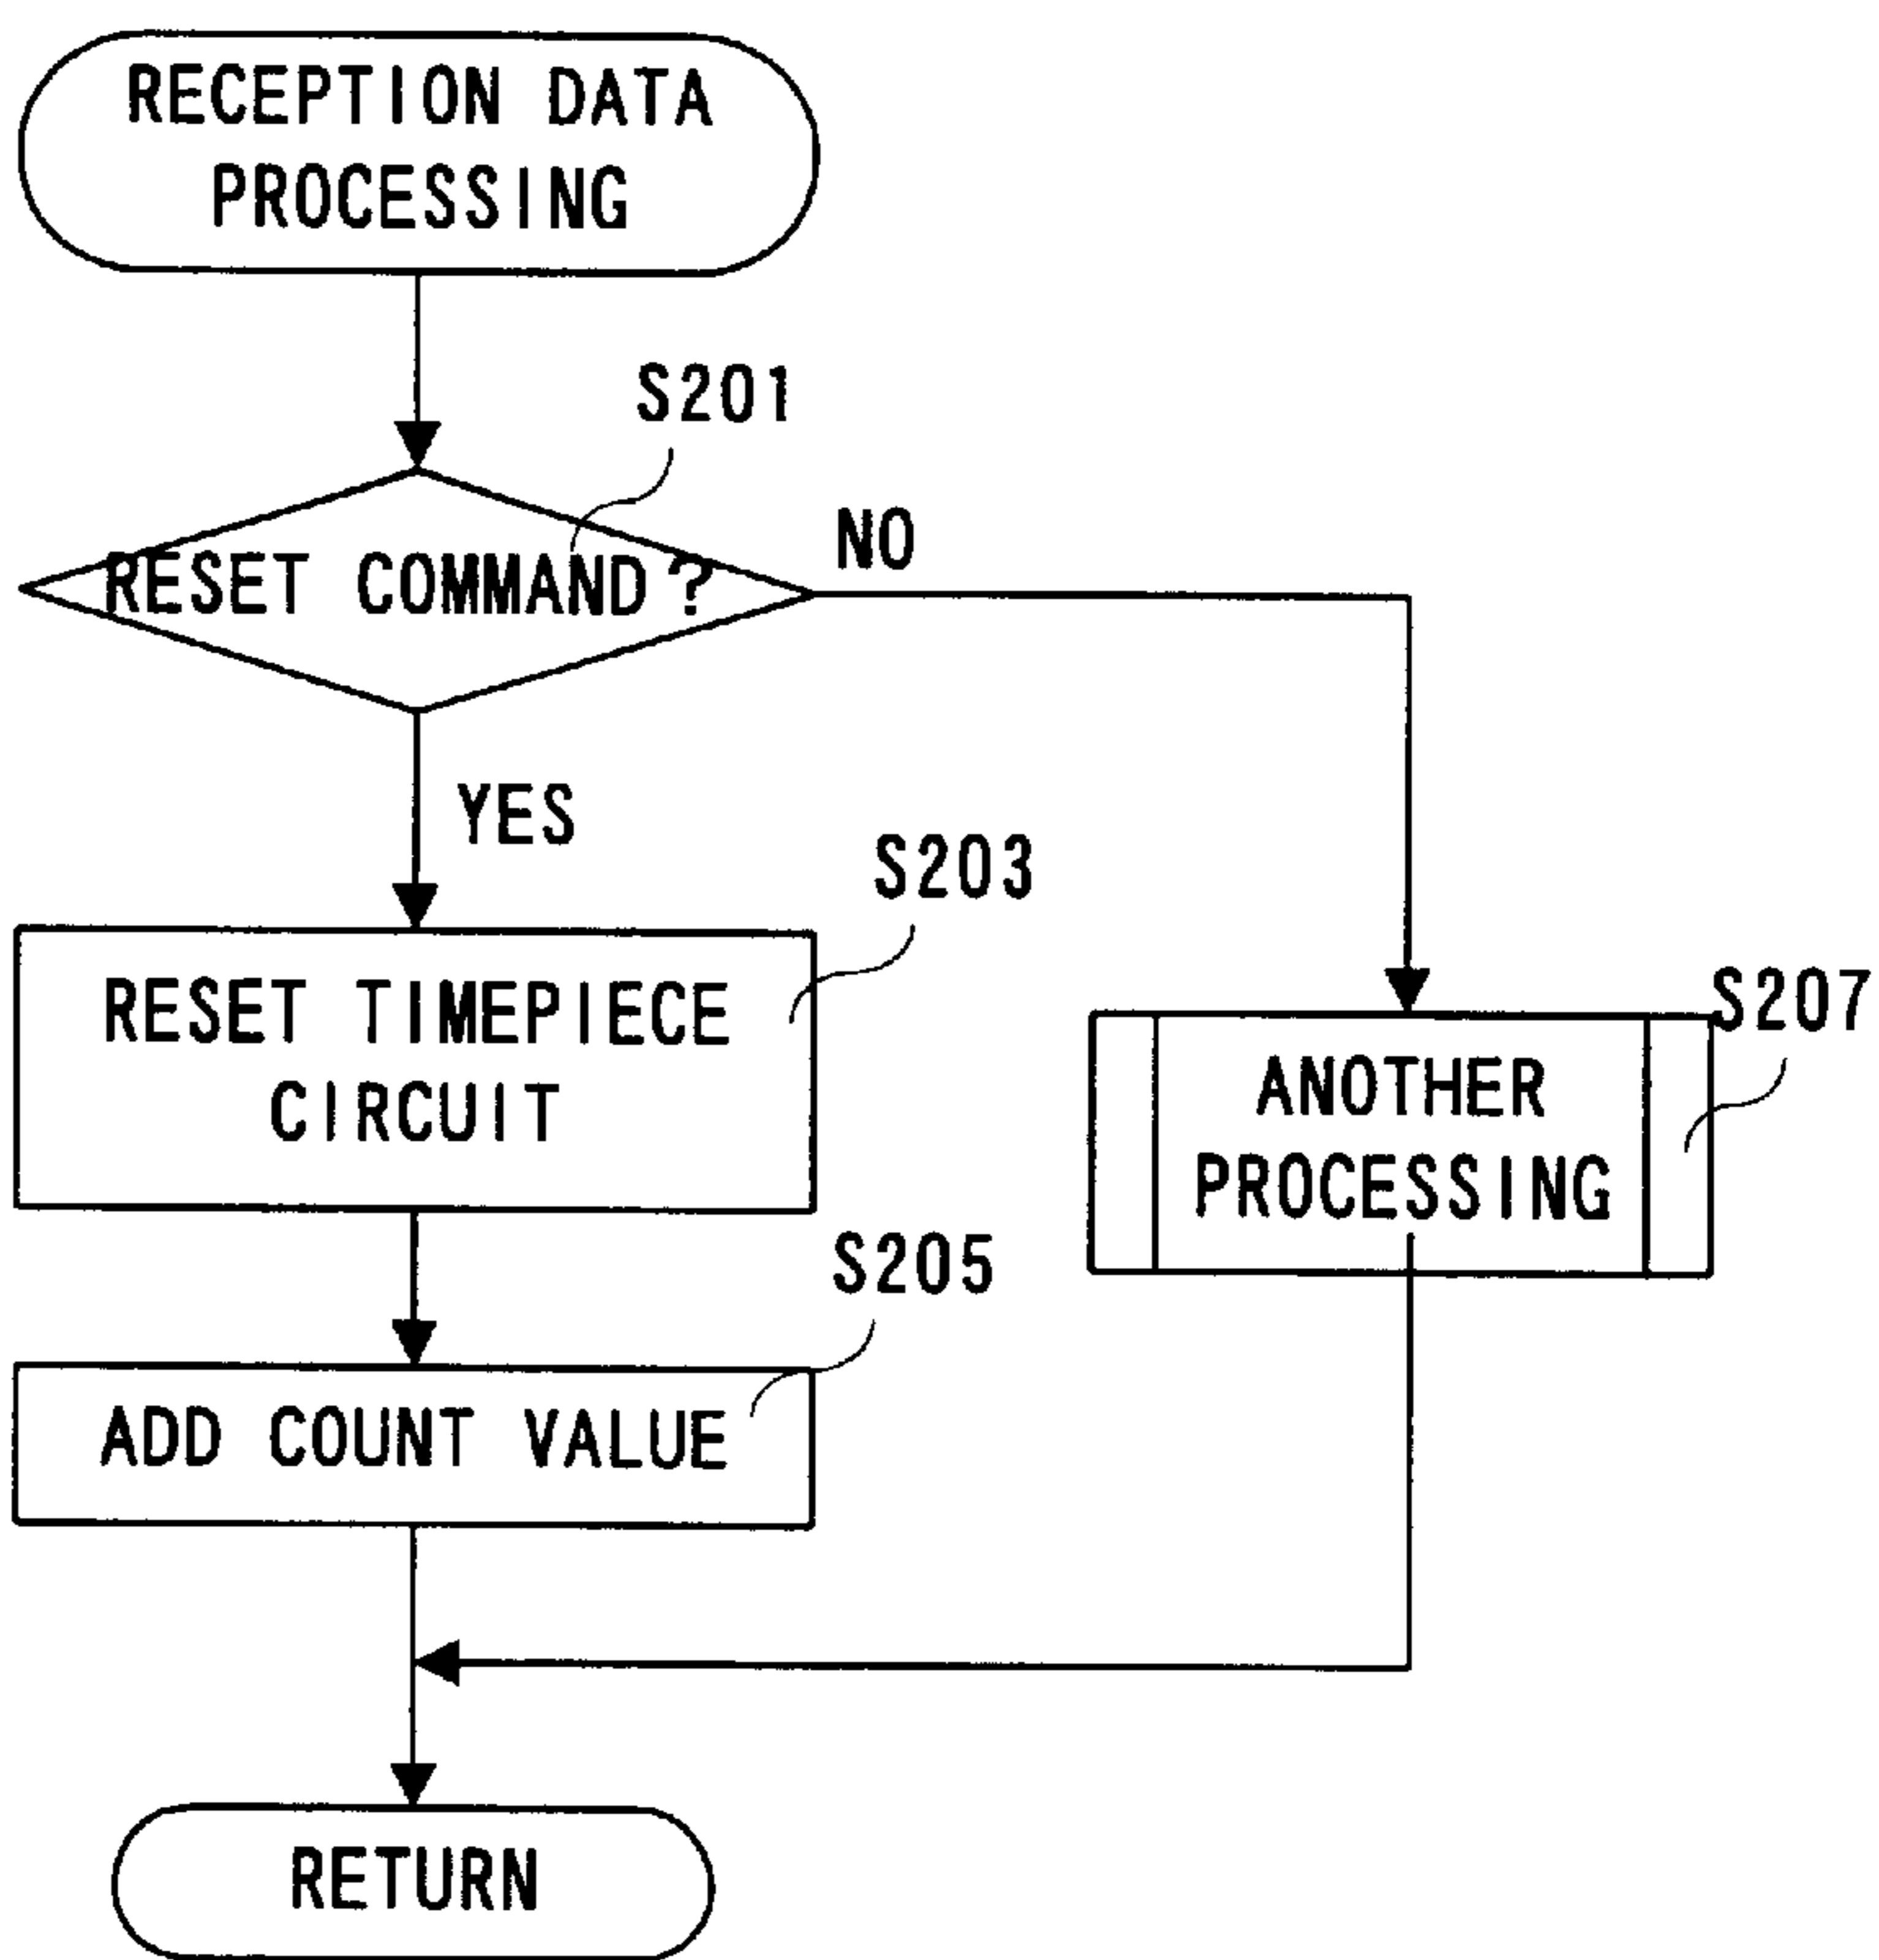 RECEPTION DATA
PROCESSING
S201
RESET COMMAND?
NO
YES
S203
RESET TIMEPIECE
CIRCUIT
S207
ANOTHER
PROCESSING
S205
ADD COUNT VALUE
RETURN